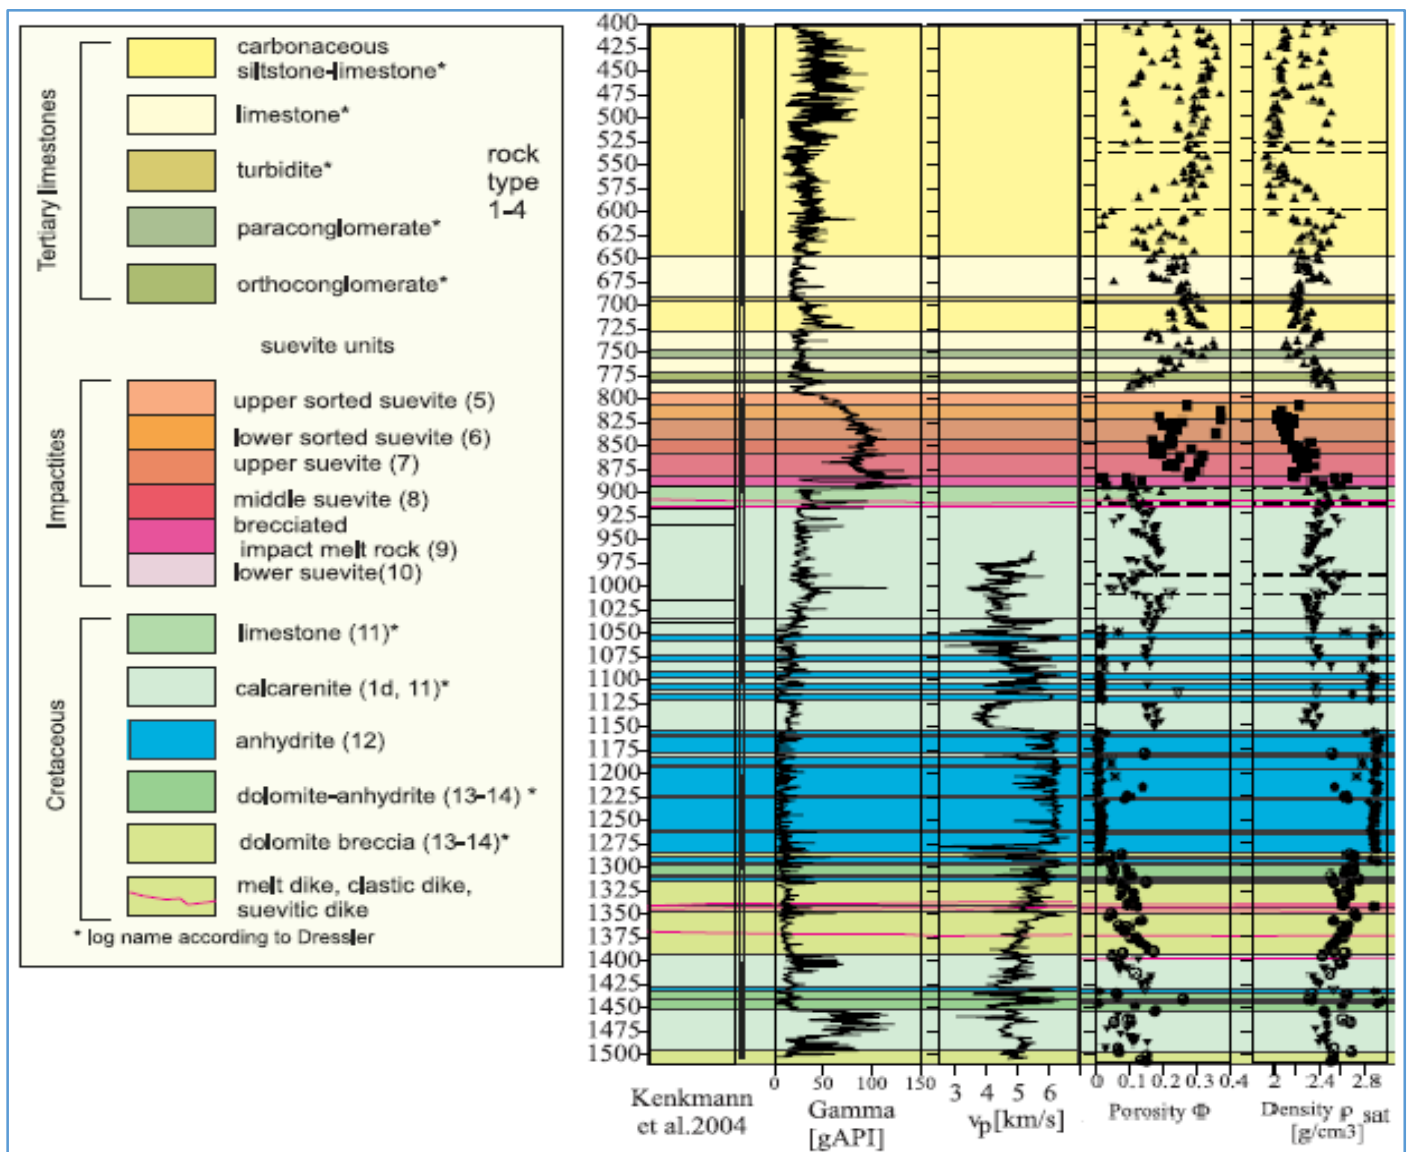 Tertiary limestones
carbonaceous
siltstone-limestone*
limestone*
turbidite*
paraconglomerate*
orthoconglomerate*
rock
type
1-4
suevite units
Impactites
upper sorted suevite (5)
lower sorted suevite (6)
upper suevite (7)
middle suevite (8)
brecciated
impact melt rock (9)
lower suevite(10)
Cretaceous
limestone (11)*
calcarenite (1d, 11)*
anhydrite (12)
dolomite-anhydrite (13-14) *
dolomite breccia (13-14)*
melt dike, clastic dike,
suevitic dike
* log name according to Dressler
400
425
450
475
500
525
550
575
600
625
650
675
700
725
750
775
800
825
850
875
900
925
950
975
1000
1025
1050
1075
1100
1125
1150
1175
1200
1225
1250
1275
1300
1325
1350
1375
1400
1425
1450
1475
1500
Kenkmann
et al.2004
0 50 100 150
Gamma
[gAPI]
3 4 5 6
vp[km/s]
0 0.1 0.2 0.3 0.4
Porosity Φ
2 2.4 2.8
Density ρ sat
[g/cm3]